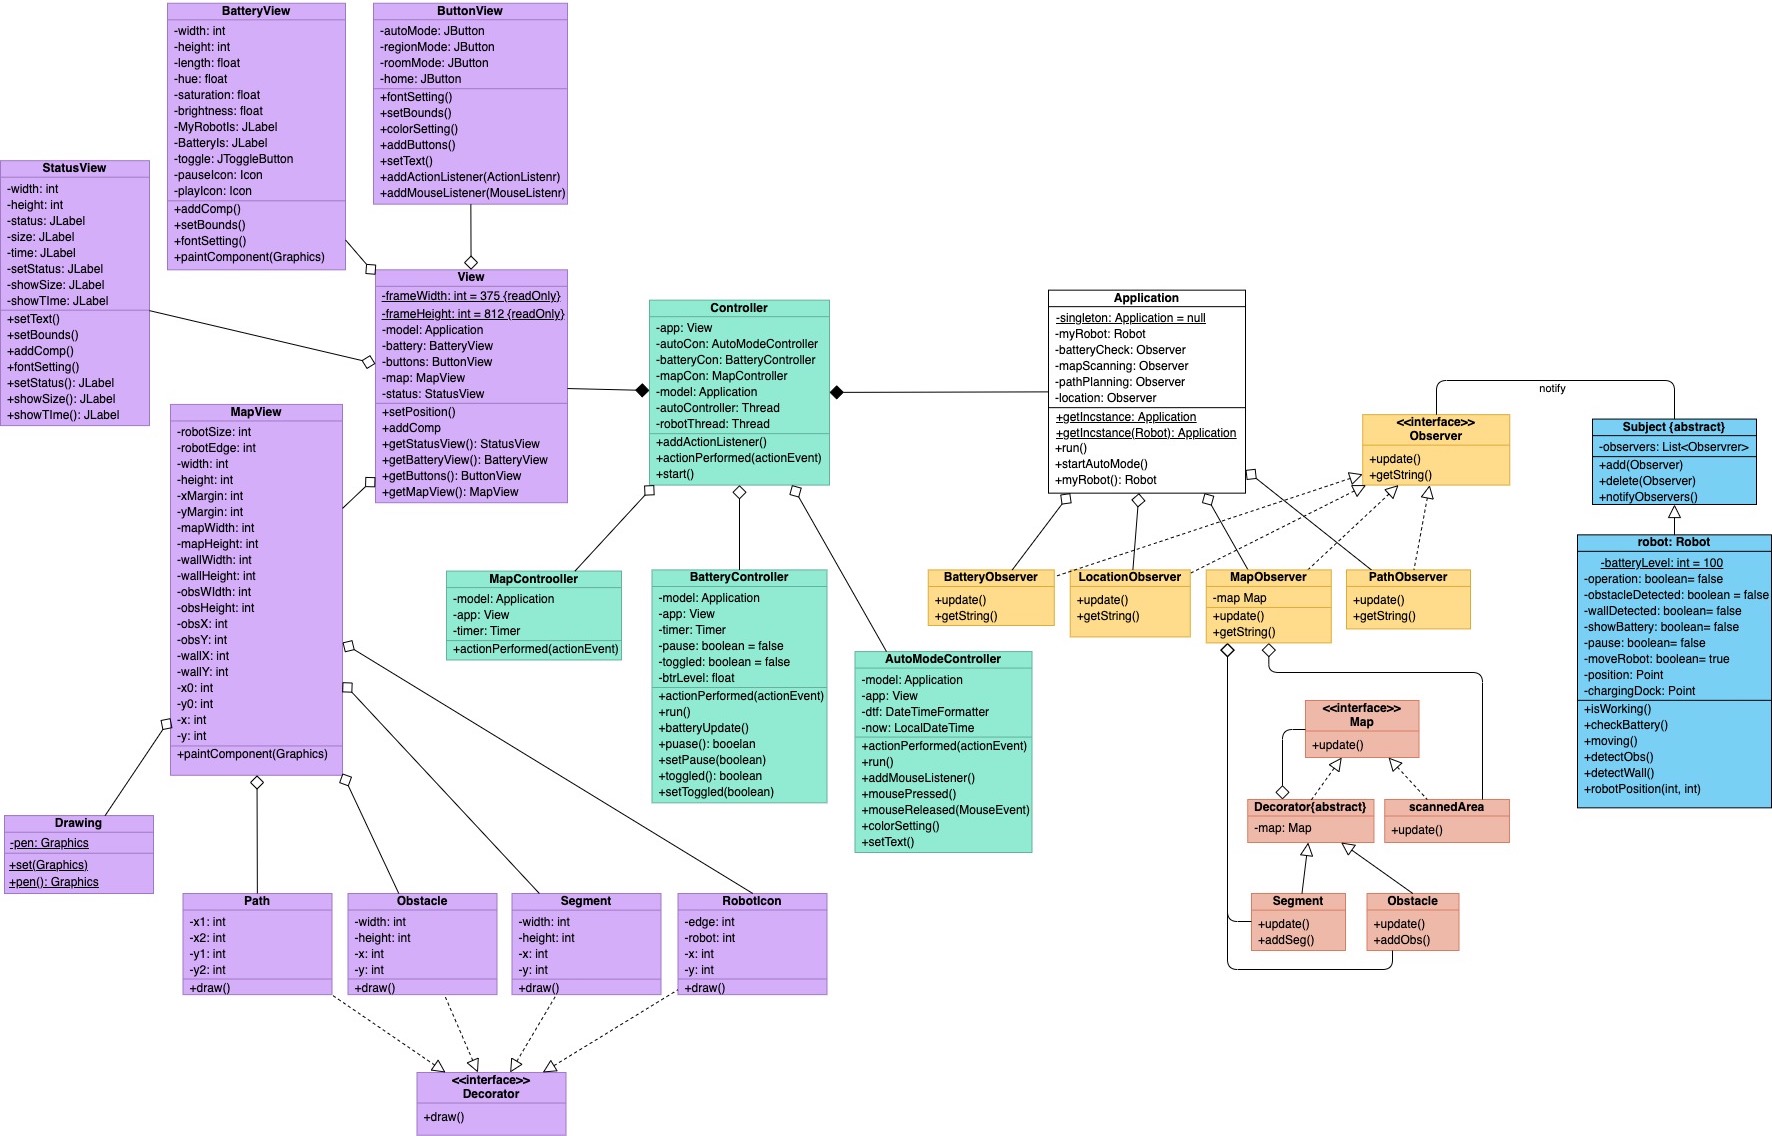 BatteryView
-width: int
-height: int
-length: float
-hue: float
-saturation: float
-brightness: float
-MyRobotIs: JLabel
-BatteryIs: JLabel
-toggle: JToggleButton
-pauseIcon: Icon
-playIcon: Icon
+addComp()
+setBounds()
+fontSetting()
+paintComponent(Graphics)
ButtonView
-autoMode: JButton
-regionMode: JButton
-roomMode: JButton
-home: JButton
+fontSetting()
+setBounds()
+colorSetting()
+addButtons()
+setText()
+addActionListener(ActionListenr)
+addMouseListener(MouseListenr)
StatusView
-width: int
-height: int
-status: JLabel
-size: JLabel
-time: JLabel
-setStatus: JLabel
-showSize: JLabel
-showTIme: JLabel
+setText()
+setBounds()
+addComp()
+fontSetting()
+setStatus(): JLabel
+showSize(): JLabel
+showTIme(): JLabel
View
-frameWidth: int = 375 {readOnly}
-frameHeight: int = 812 {readOnly}
-model: Application
-battery: BatteryView
-buttons: ButtonView
-map: MapView
-status: StatusView
+setPosition()
+addComp
+getStatusView(): StatusView
+getBatteryView(): BatteryView
+getButtons(): ButtonView
+getMapView(): MapView
Controller
-app: View
-autoCon: AutoModeController
-batteryCon: BatteryController
-mapCon: MapController
-model: Application
-autoController: Thread
-robotThread: Thread
+addActionListener()
+actionPerformed(actionEvent)
+start()
Application
-singleton: Application = null
-myRobot: Robot
-batteryCheck: Observer
-mapScanning: Observer
-pathPlanning: Observer
-location: Observer
+getIncstance: Application
+getIncstance(Robot): Application
+run()
+startAutoMode()
+myRobot(): Robot
notify
<<interface>>
Observer
+update()
+getString()
Subject {abstract}
-observers: List<Observrer>
+add(Observer)
+delete(Observer)
+notifyObservers()
robot: Robot
-batteryLevel: int = 100
-operation: boolean= false
-obstacleDetected: boolean = false
-wallDetected: boolean= false
-showBattery: boolean= false
-pause: boolean= false
-moveRobot: boolean= true
-position: Point
-chargingDock: Point
+isWorking()
+checkBattery()
+moving()
+detectObs()
+detectWall()
+robotPosition(int, int)
MapView
-robotSize: int
-robotEdge: int
-width: int
-height: int
-xMargin: int
-yMargin: int
-mapWidth: int
-mapHeight: int
-wallWidth: int
-wallHeight: int
-obsWIdth: int
-obsHeight: int
-obsX: int
-obsY: int
-wallX: int
-wallY: int
-x0: int
-y0: int
-x: int
-y: int
+paintComponent(Graphics)
MapControoller
-model: Application
-app: View
-timer: Timer
+actionPerformed(actionEvent)
BatteryController
-model: Application
-app: View
-timer: Timer
-pause: boolean = false
-toggled: boolean = false
-btrLevel: float
+actionPerformed(actionEvent)
+run()
+batteryUpdate()
+puase(): boolean
+setPause(boolean)
+toggled(): boolean
+setToggled(boolean)
AutoModeController
-model: Application
-app: View
-dtf: DateTimeFormatter
-now: LocalDateTime
+actionPerformed(actionEvent)
+run()
+addMouseListener()
+mousePressed()
+mouseReleased(MouseEvent)
+colorSetting()
+setText()
BatteryObserver
+update()
+getString()
LocationObserver
+update()
+getString()
MapObserver
-map Map
+update()
+getString()
PathObserver
+update()
+getString()
<<interface>>
Map
+update()
Decorator{abstract}
-map: Map
scannedArea
+update()
Segment
+update()
+addSeg()
Obstacle
+update()
+addObs()
Drawing
-pen: Graphics
+set(Graphics)
+pen(): Graphics
Path
-x1: int
-x2: int
-y1: int
-y2: int
+draw()
Obstacle
-width: int
-height: int
-x: int
-y: int
+draw()
Segment
-width: int
-height: int
-x: int
-y: int
+draw()
RobotIcon
-edge: int
-robot: int
-x: int
-y: int
+draw()
<<interface>>
Decorator
+draw()